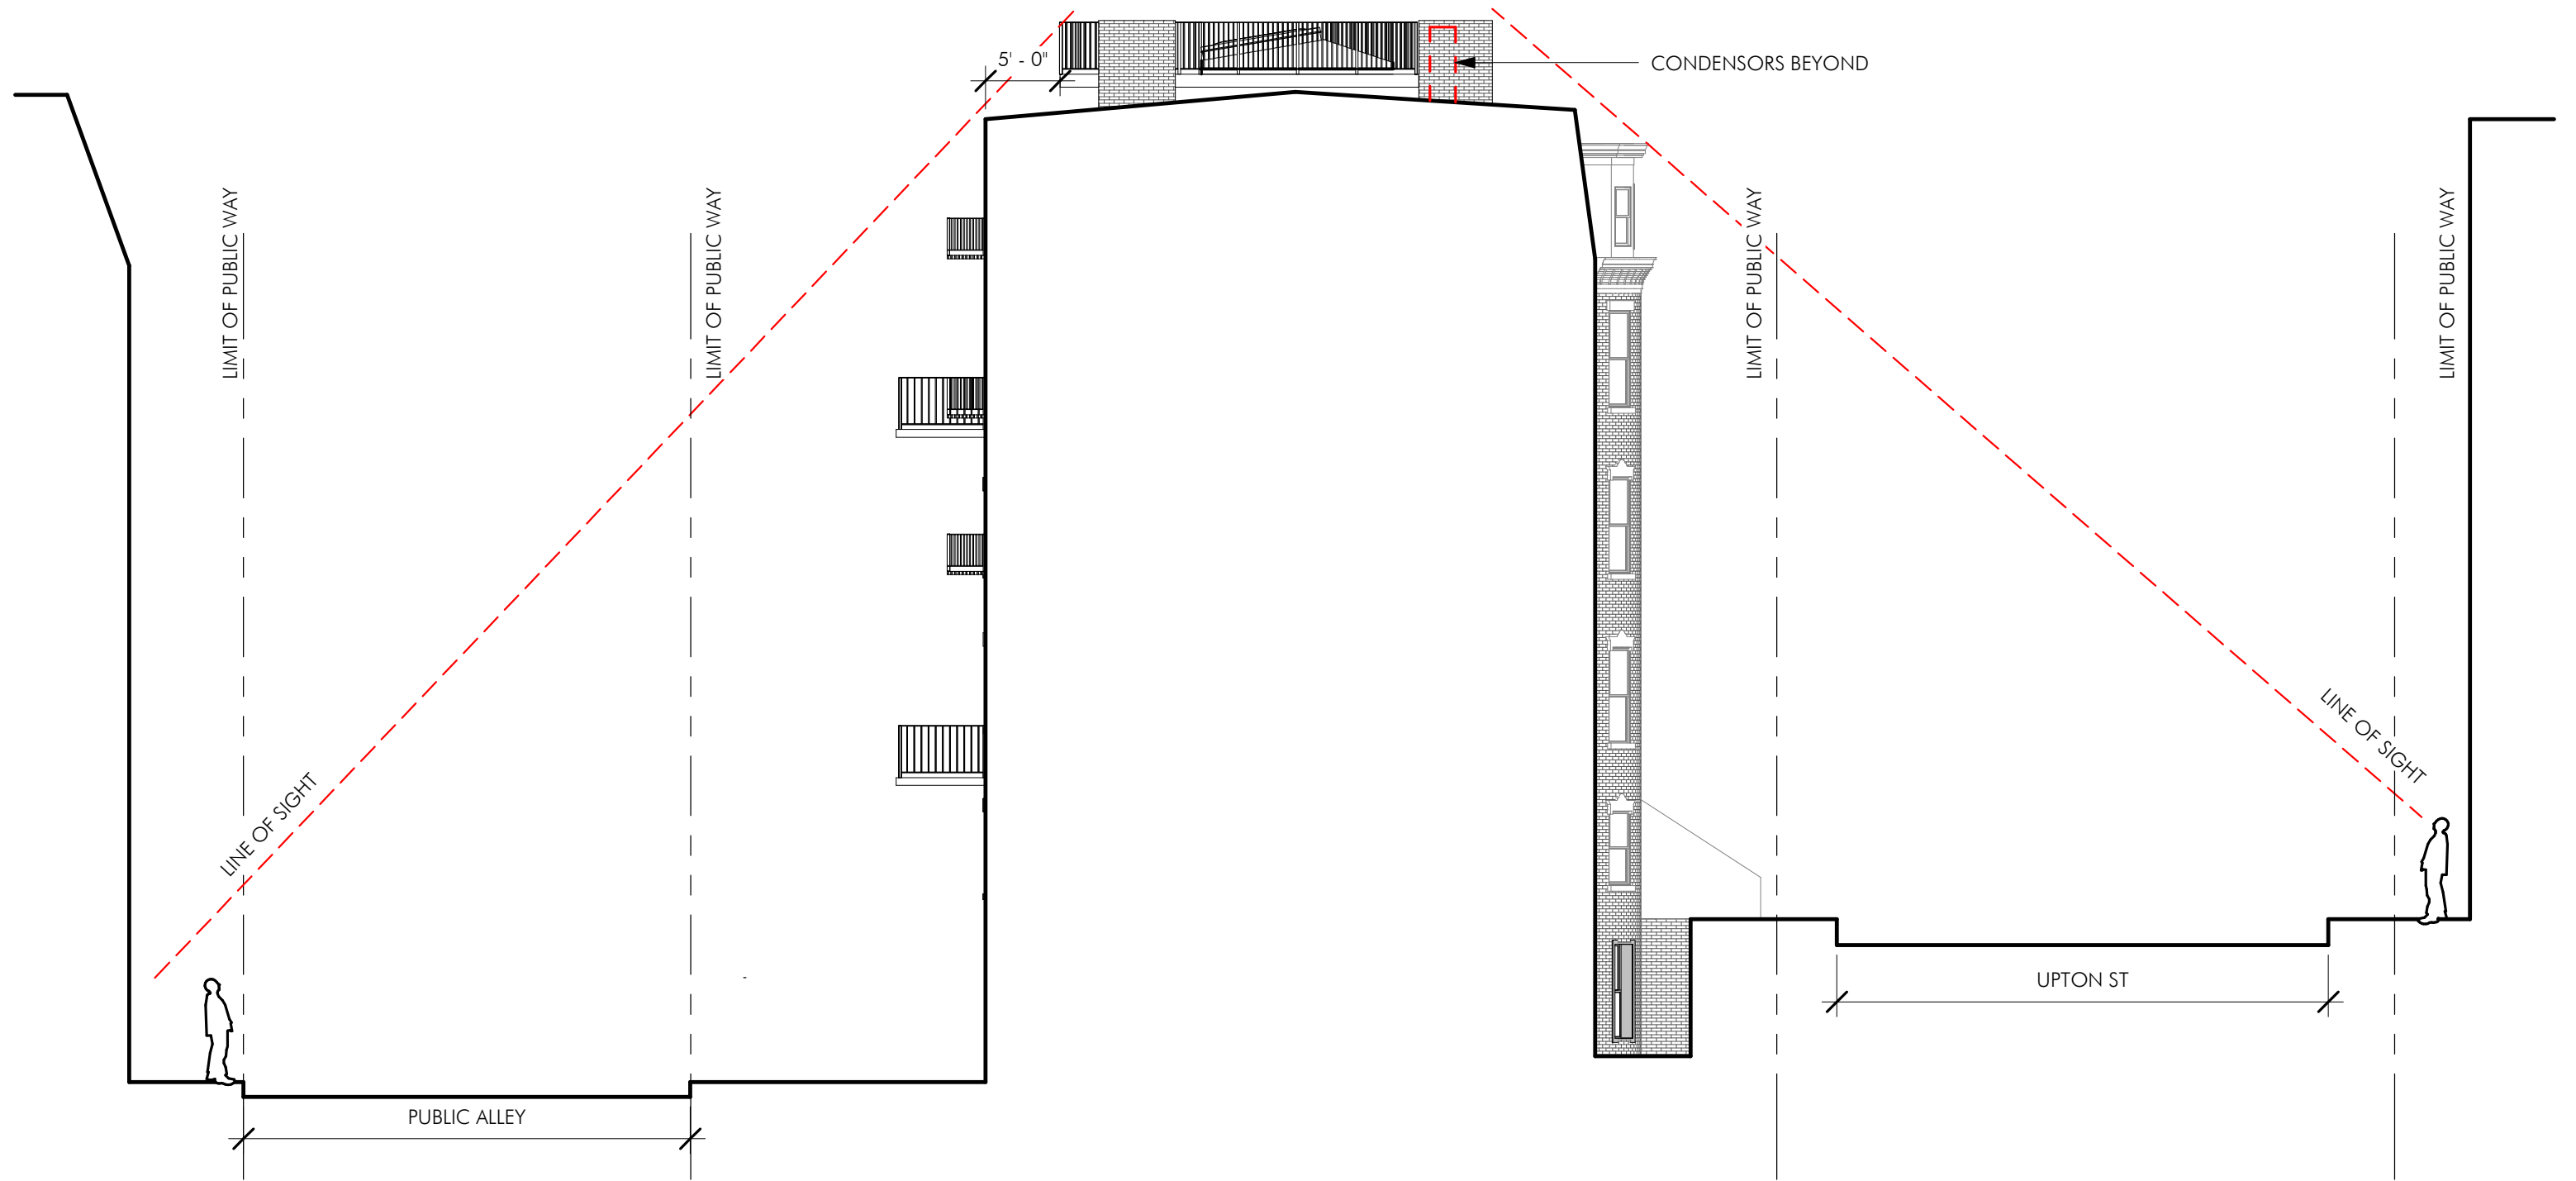 5' - 0"
CONDENSORS BEYOND
LIMIT OF PUBLIC WAY
LIMIT OF PUBLIC WAY
LIMIT OF PUBLIC WAY
LIMIT OF PUBLIC WAY
LINE OF SIGHT
LINE OF SIGHT
UPTON ST
PUBLIC ALLEY